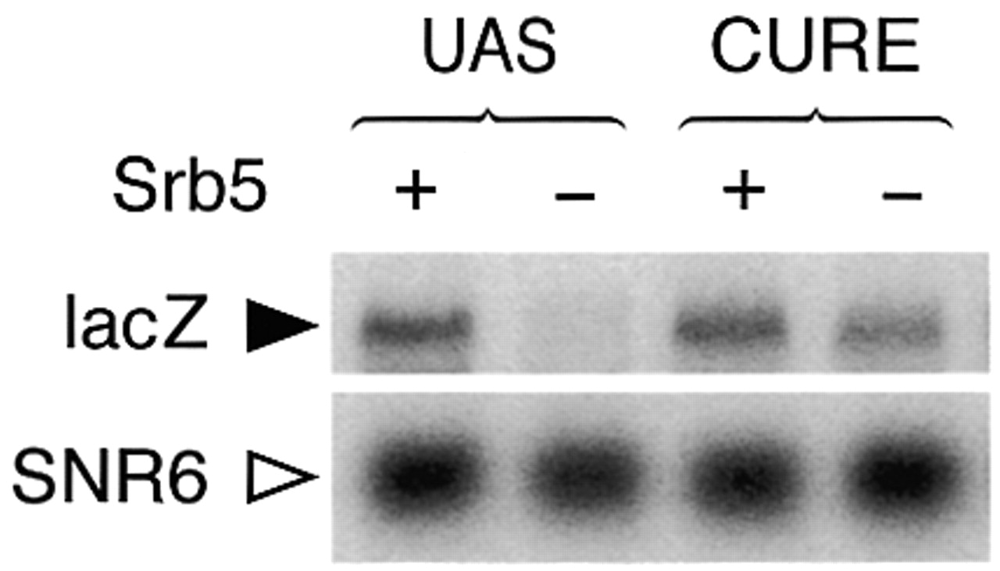 UAS CURE
Srb5 + – + –
lacZ
SNR6